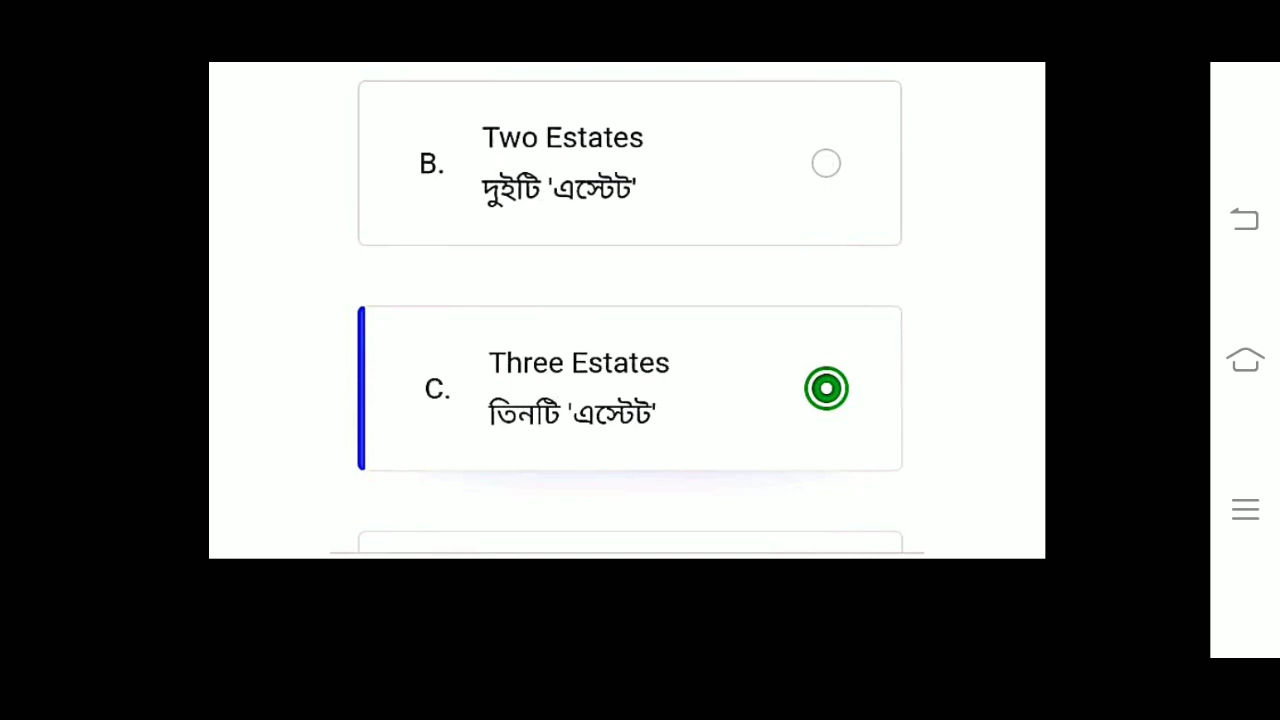 B.
Two Estates
দুইটি 'এস্টেট'
C.
Three Estates
তিনটি 'এস্টেট'